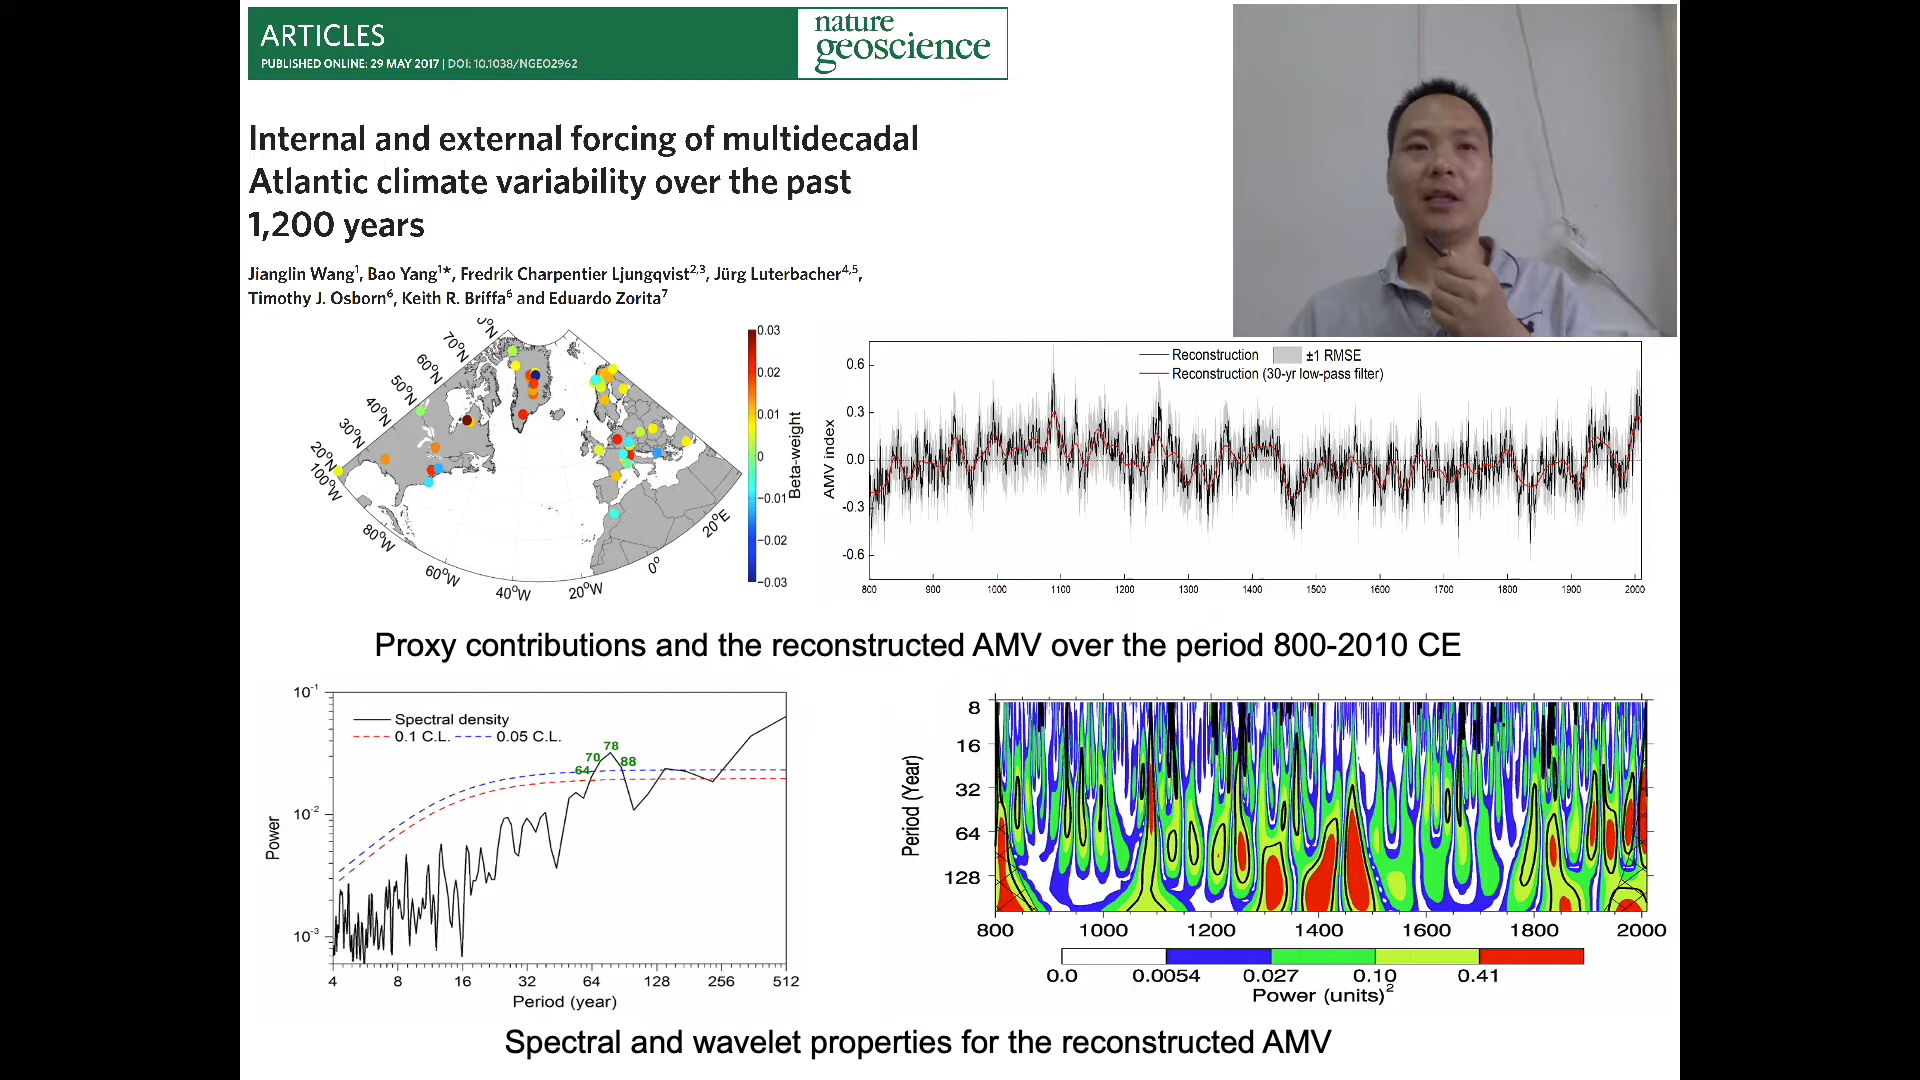 ARTICLES
PUBLISHED ONLINE: 29 MAY 2017 | DOI: 10.1038/NGEO2962
nature
geoscience
Internal and external forcing of multidecadal
Atlantic climate variability over the past
1,200 years
Jianglin Wang1, Bao Yang1*, Fredrik Charpentier Ljungqvist2,3, Jürg Luterbacher4,5,
Timothy J. Osborn6, Keith R. Briffa6 and Eduardo Zorita7
70°N
60°N
50°N
40°N
30°N
20°N
100°W
80°W
60°W
40°W
20°W
0°
20°E
0.03
0.02
0.01
0
−0.01
−0.02
−0.03
Beta-weight
Reconstruction ±1 RMSE
Reconstruction (30-yr low-pass filter)
AMV index
0.6
0.3
0.0
-0.3
-0.6
800 900 1000 1100 1200 1300 1400 1500 1600 1700 1800 1900 2000
Proxy contributions and the reconstructed AMV over the period 800-2010 CE
Spectral density
0.1 C.L. 0.05 C.L.
78
70
88
64
Power
10-1
10-2
10-3
4 8 16 32 64 128 256 512
Period (year)
Period (Year)
8
16
32
64
128
800 1000 1200 1400 1600 1800 2000
0.0 0.0054 0.027 0.10 0.41
Power (units)2
Spectral and wavelet properties for the reconstructed AMV